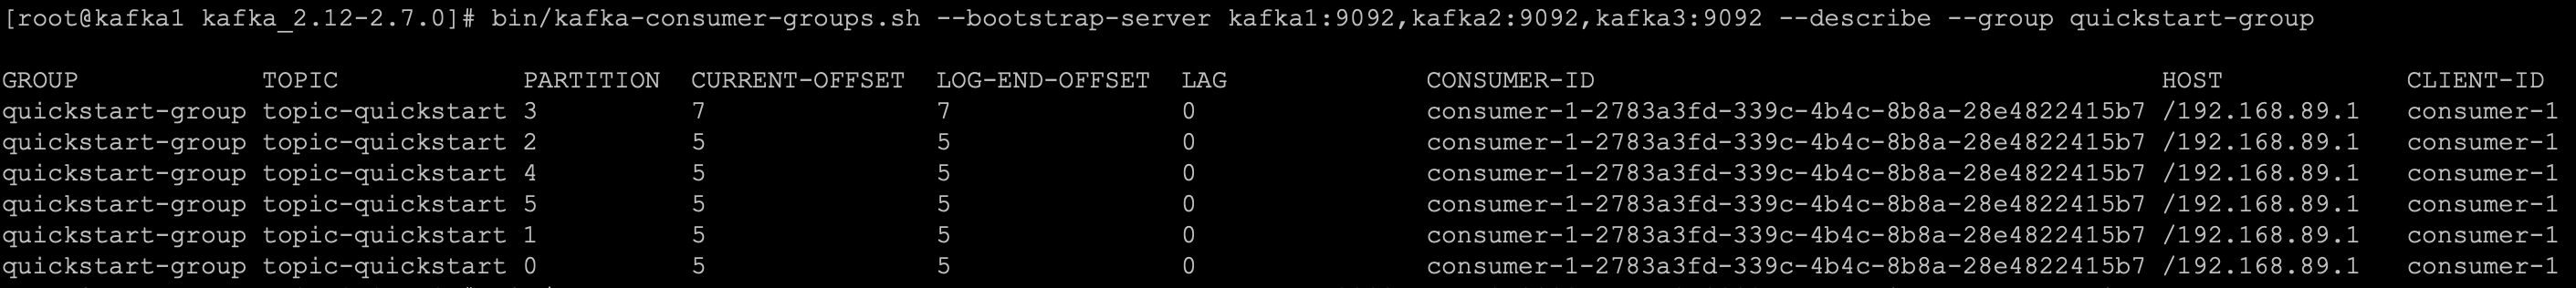 [root@kafka1 kafka_2.12-2.7.0]# bin/kafka-consumer-groups.sh --bootstrap-server kafka1:9092,kafka2:9092,kafka3:9092 --describe --group quickstart-group
GROUP TOPIC PARTITION CURRENT-OFFSET LOG-END-OFFSET LAG CONSUMER-ID HOST CLIENT-ID
quickstart-group topic-quickstart 3 7 7 0 consumer-1-2783a3fd-339c-4b4c-8b8a-28e4822415b7 /192.168.89.1 consumer-1
quickstart-group topic-quickstart 2 5 5 0 consumer-1-2783a3fd-339c-4b4c-8b8a-28e4822415b7 /192.168.89.1 consumer-1
quickstart-group topic-quickstart 4 5 5 0 consumer-1-2783a3fd-339c-4b4c-8b8a-28e4822415b7 /192.168.89.1 consumer-1
quickstart-group topic-quickstart 5 5 5 0 consumer-1-2783a3fd-339c-4b4c-8b8a-28e4822415b7 /192.168.89.1 consumer-1
quickstart-group topic-quickstart 1 5 5 0 consumer-1-2783a3fd-339c-4b4c-8b8a-28e4822415b7 /192.168.89.1 consumer-1
quickstart-group topic-quickstart 0 5 5 0 consumer-1-2783a3fd-339c-4b4c-8b8a-28e4822415b7 /192.168.89.1 consumer-1